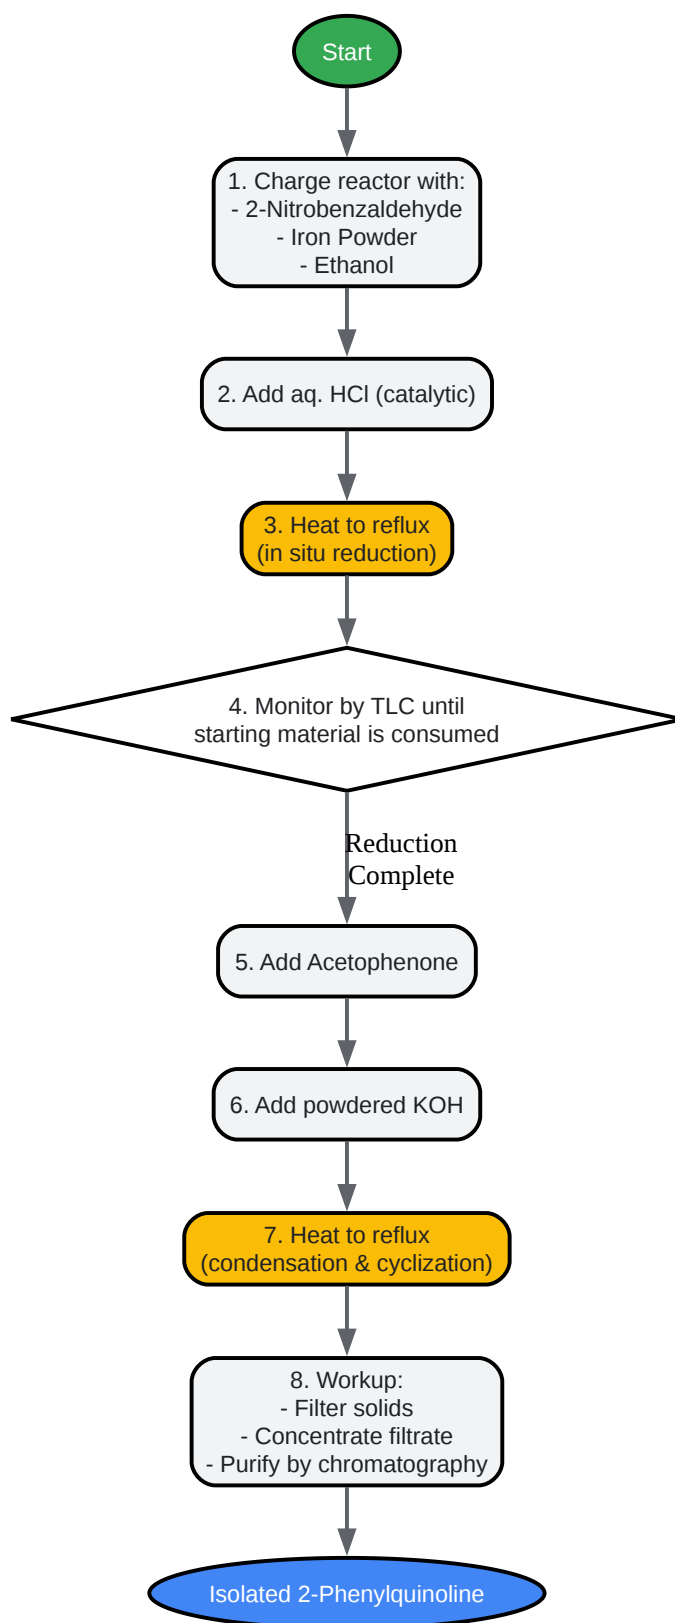 Start
1. Charge reactor with:
- 2-Nitrobenzaldehyde
- Iron Powder
- Ethanol
2. Add aq. HCl (catalytic)
3. Heat to reflux
(in situ reduction)
4. Monitor by TLC until
starting material is consumed
Reduction
Complete
5. Add Acetophenone
6. Add powdered KOH
7. Heat to reflux
(condensation & cyclization)
8. Workup:
- Filter solids
- Concentrate filtrate
- Purify by chromatography
Isolated 2-Phenylquinoline